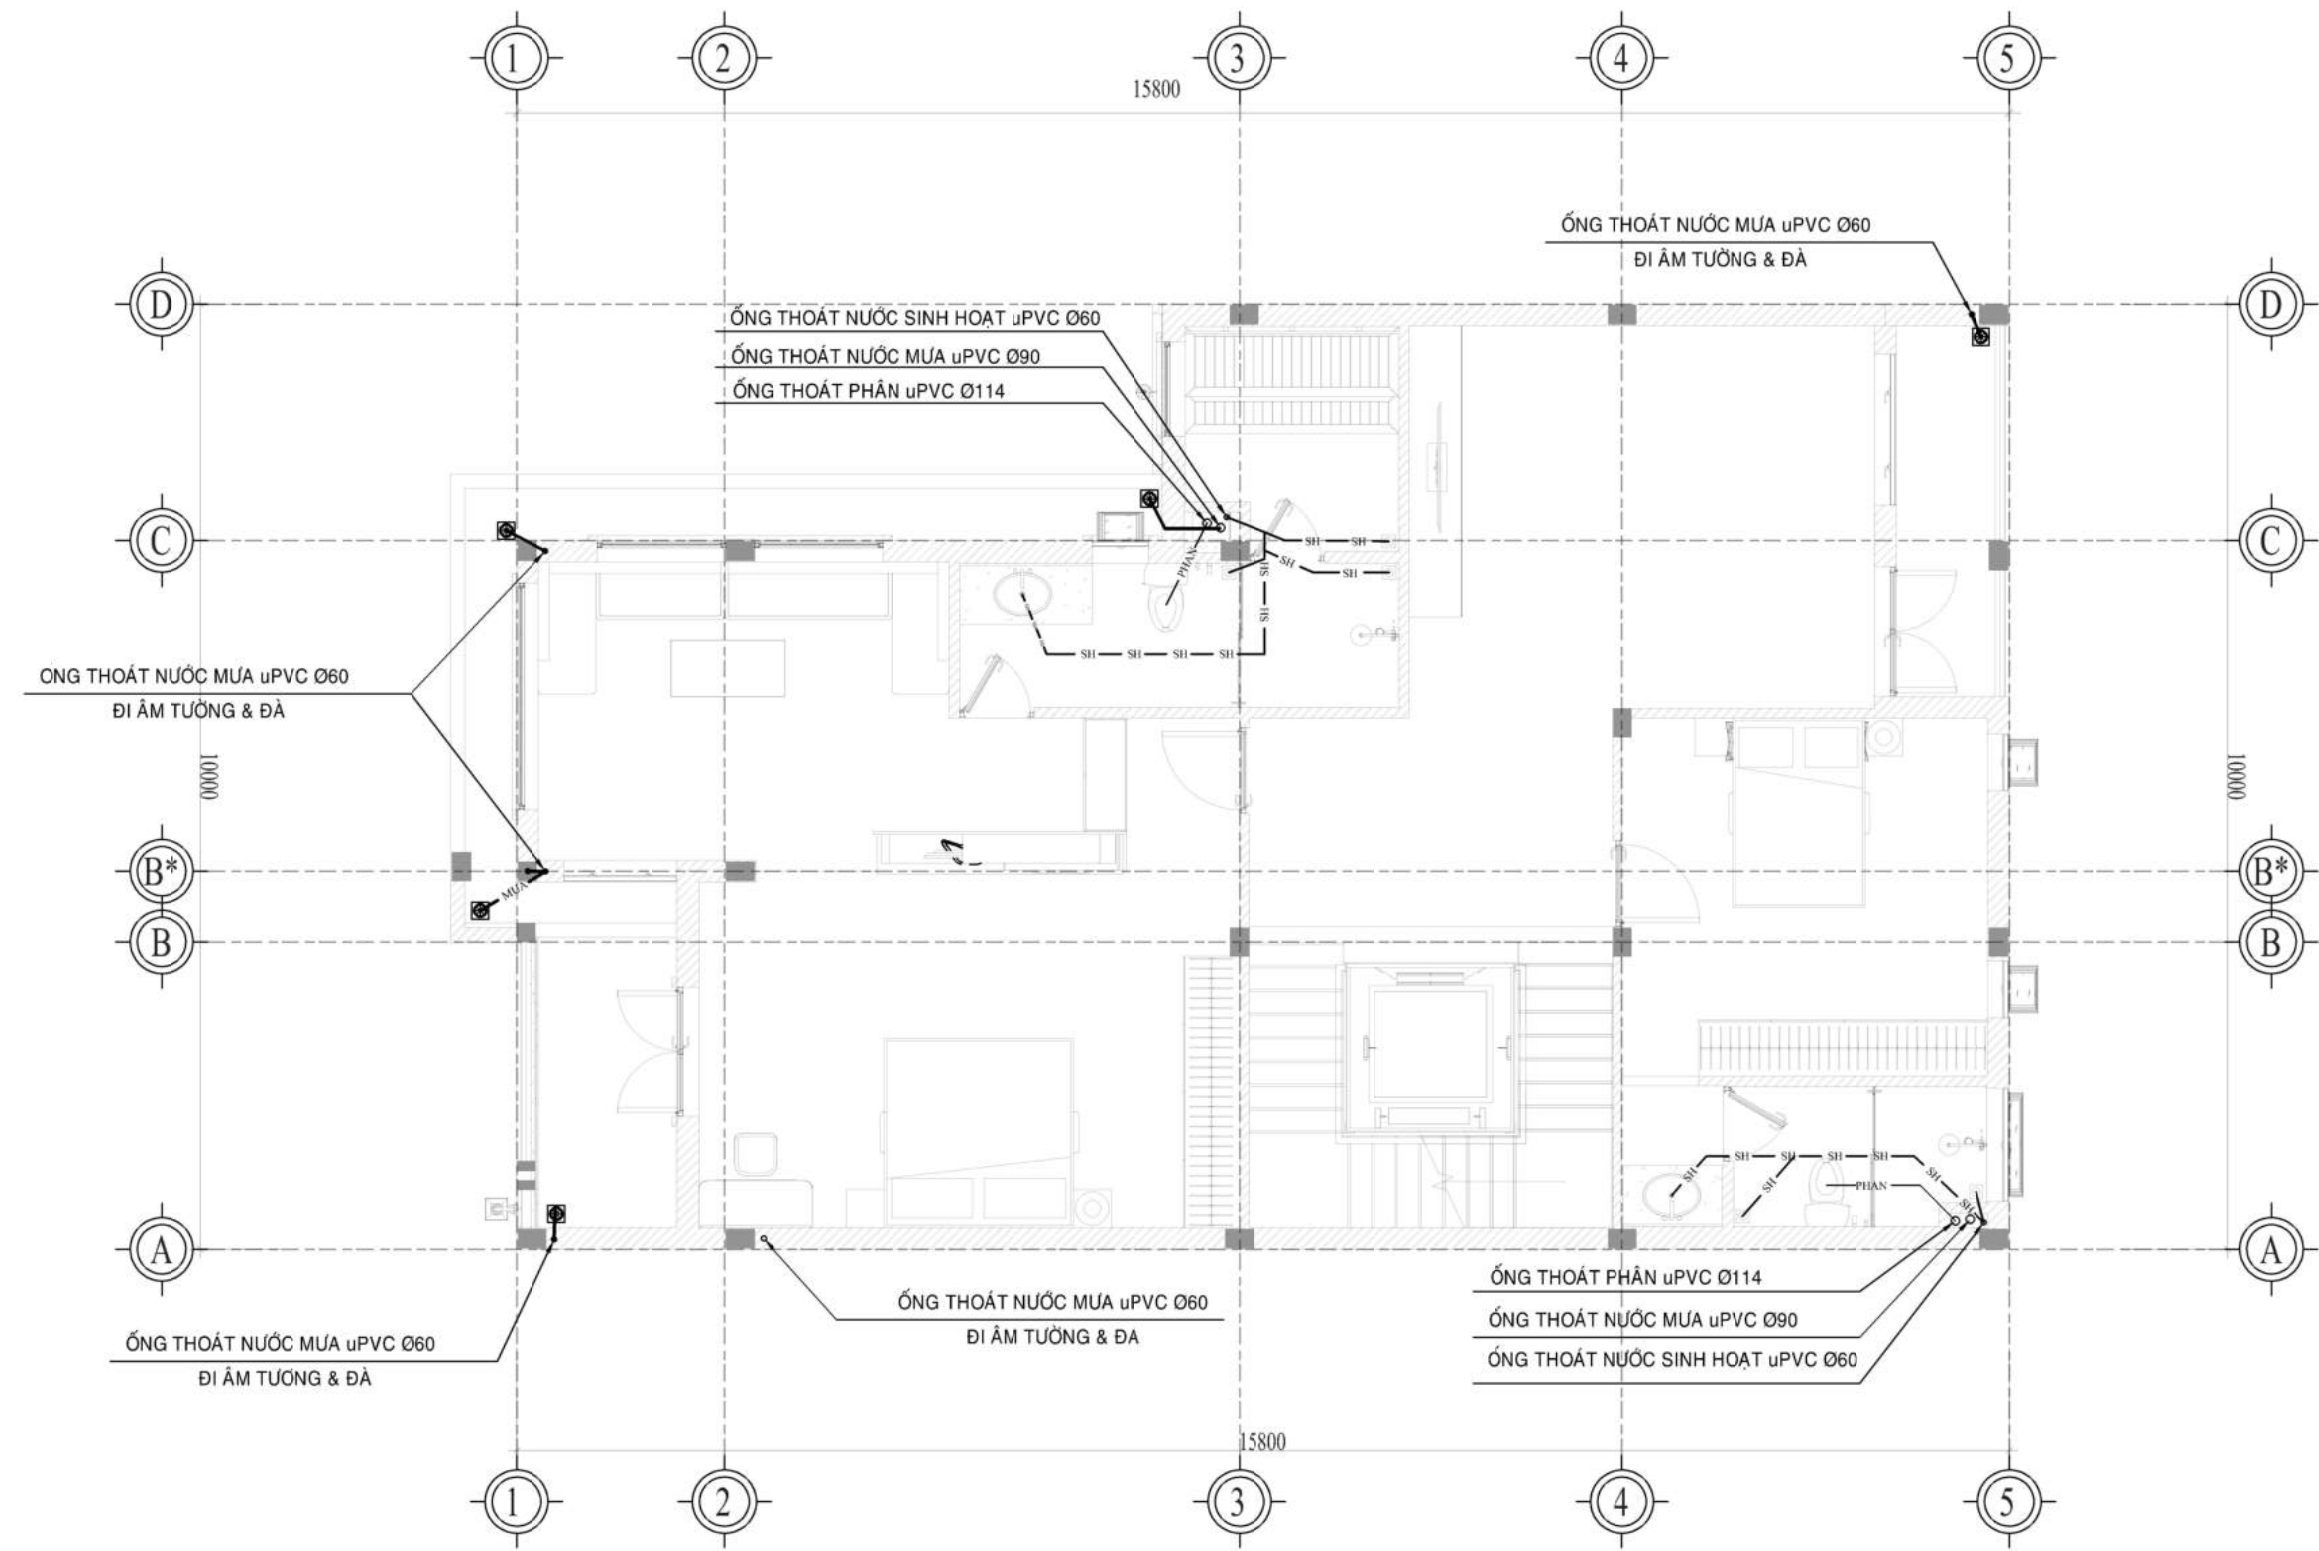 1 2 3 4 5
15800
ỐNG THOÁT NƯỚC MƯA uPVC Ø60
ĐI ÂM TƯỜNG & ĐÀ
D D
ỐNG THOÁT NƯỚC SINH HOẠT uPVC Ø60
ỐNG THOÁT NƯỚC MƯA uPVC Ø90
ỐNG THOÁT PHÂN uPVC Ø114
C C
SH SH
PHAN SH SH SH
SH
SH SH SH SH
ONG THOÁT NƯỚC MƯA uPVC Ø60
ĐI ÂM TƯỜNG & ĐÀ
10000 10000
B* B*
MUA
B B
SH SH SH SH
SH SH PHAN SH SH
A A
ỐNG THOÁT PHÂN uPVC Ø114
ỐNG THOÁT NƯỚC MƯA uPVC Ø60
ĐI ÂM TƯỜNG & ĐA
ỐNG THOÁT NƯỚC MƯA uPVC Ø90
ỐNG THOÁT NƯỚC SINH HOẠT uPVC Ø60
ỐNG THOÁT NƯỚC MƯA uPVC Ø60
ĐI ÂM TƯƠNG & ĐÀ
15800
1 2 3 4 5